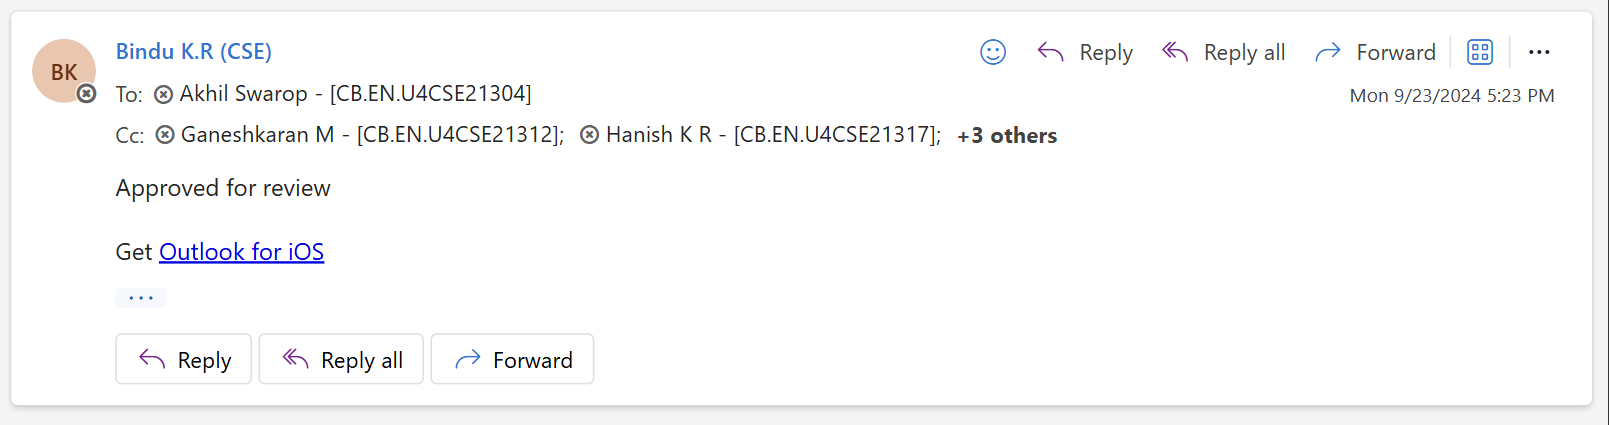 BK
Bindu K.R (CSE)
Reply Reply all Forward
To: Akhil Swarop - [CB.EN.U4CSE21304]
Mon 9/23/2024 5:23 PM
Cc: Ganeshkaran M - [CB.EN.U4CSE21312]; Hanish K R - [CB.EN.U4CSE21317]; +3 others
Approved for review
Get Outlook for iOS
Reply Reply all Forward